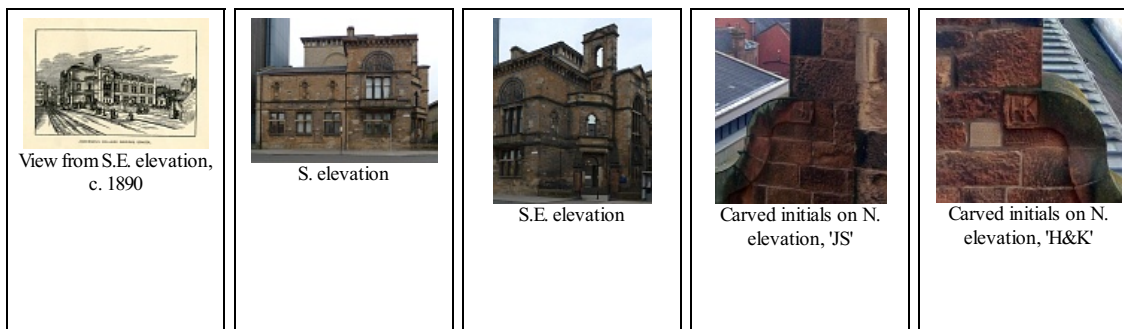 View from S.E. elevation,
c. 1890
S. elevation
S.E. elevation
Carved initials on N.
elevation, 'JS'
Carved initials on N.
elevation, 'H&K'